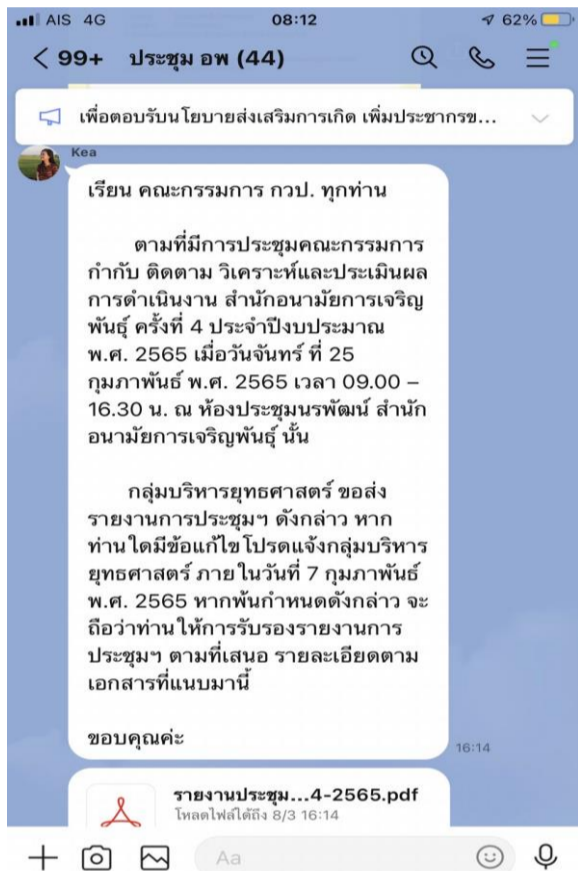 AIS 4G 08:12 62%
99+ ประชุม อพ (44)
เพื่อตอบรับนโยบายส่งเสริมการเกิด เพิ่มประชากรข...
Kea
เรียน คณะกรรมการ กวป. ทุกท่าน
ตามที่มีการประชุมคณะกรรมการ
กำกับ ติดตาม วิเคราะห์และประเมินผล
การดำเนินงาน สำนักอนามัยการเจริญ
พันธุ์ ครั้งที่ 4 ประจำปีงบประมาณ
พ.ศ. 2565 เมื่อวันจันทร์ ที่ 25
กุมภาพันธ์ พ.ศ. 2565 เวลา 09.00 –
16.30 น. ณ ห้องประชุมนรพัฒน์ สำนัก
อนามัยการเจริญพันธุ์ นั้น
กลุ่มบริหารยุทธศาสตร์ ขอส่ง
รายงานการประชุมฯ ดังกล่าว หาก
ท่านใดมีข้อแก้ไข โปรดแจ้งกลุ่มบริหาร
ยุทธศาสตร์ ภายในวันที่ 7 กุมภาพันธ์
พ.ศ. 2565 หากพ้นกำหนดดังกล่าว จะ
ถือว่าท่านให้การรับรองรายงานการ
ประชุมฯ ตามที่เสนอ รายละเอียดตาม
เอกสารที่แนบมานี้
ขอบคุณค่ะ
16:14
รายงานประชุม...4-2565.pdf
โหลดไฟล์ได้ถึง 8/3 16:14
Aa